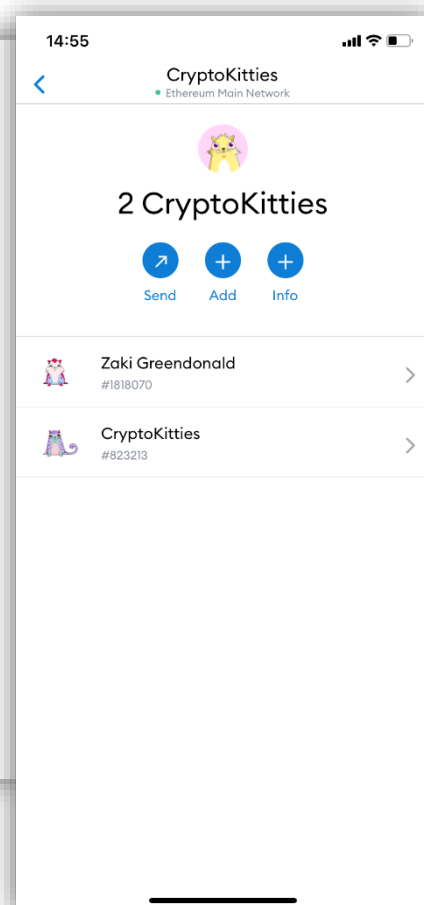 14:55
CryptoKitties
Ethereum Main Network
2 CryptoKitties
Send Add Info
Zaki Greendonald
#1818070
CryptoKitties
#823213